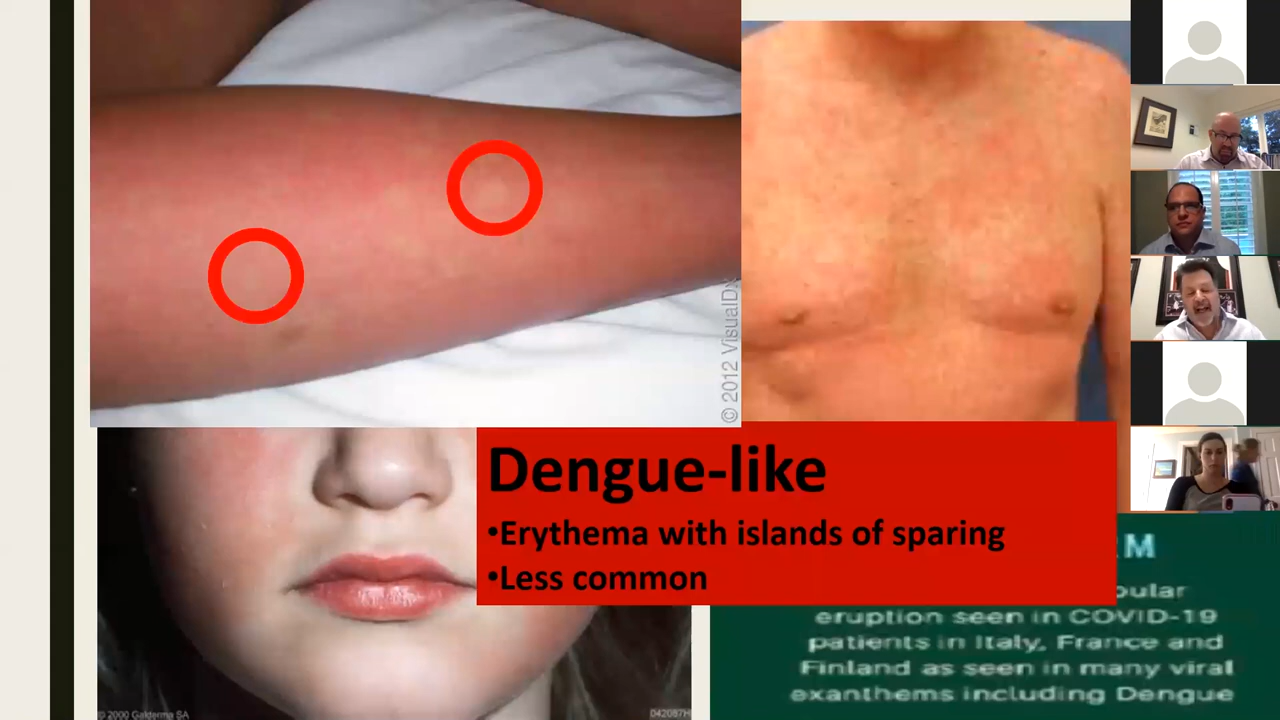 © 2012 VisualDx
Dengue-like
•Erythema with islands of sparing
•Less common
M
pular
eruption seen in COVID-19
patients in Italy, France and
Finland as seen in many viral
exanthems including Dengue
© 2000 Galderma SA